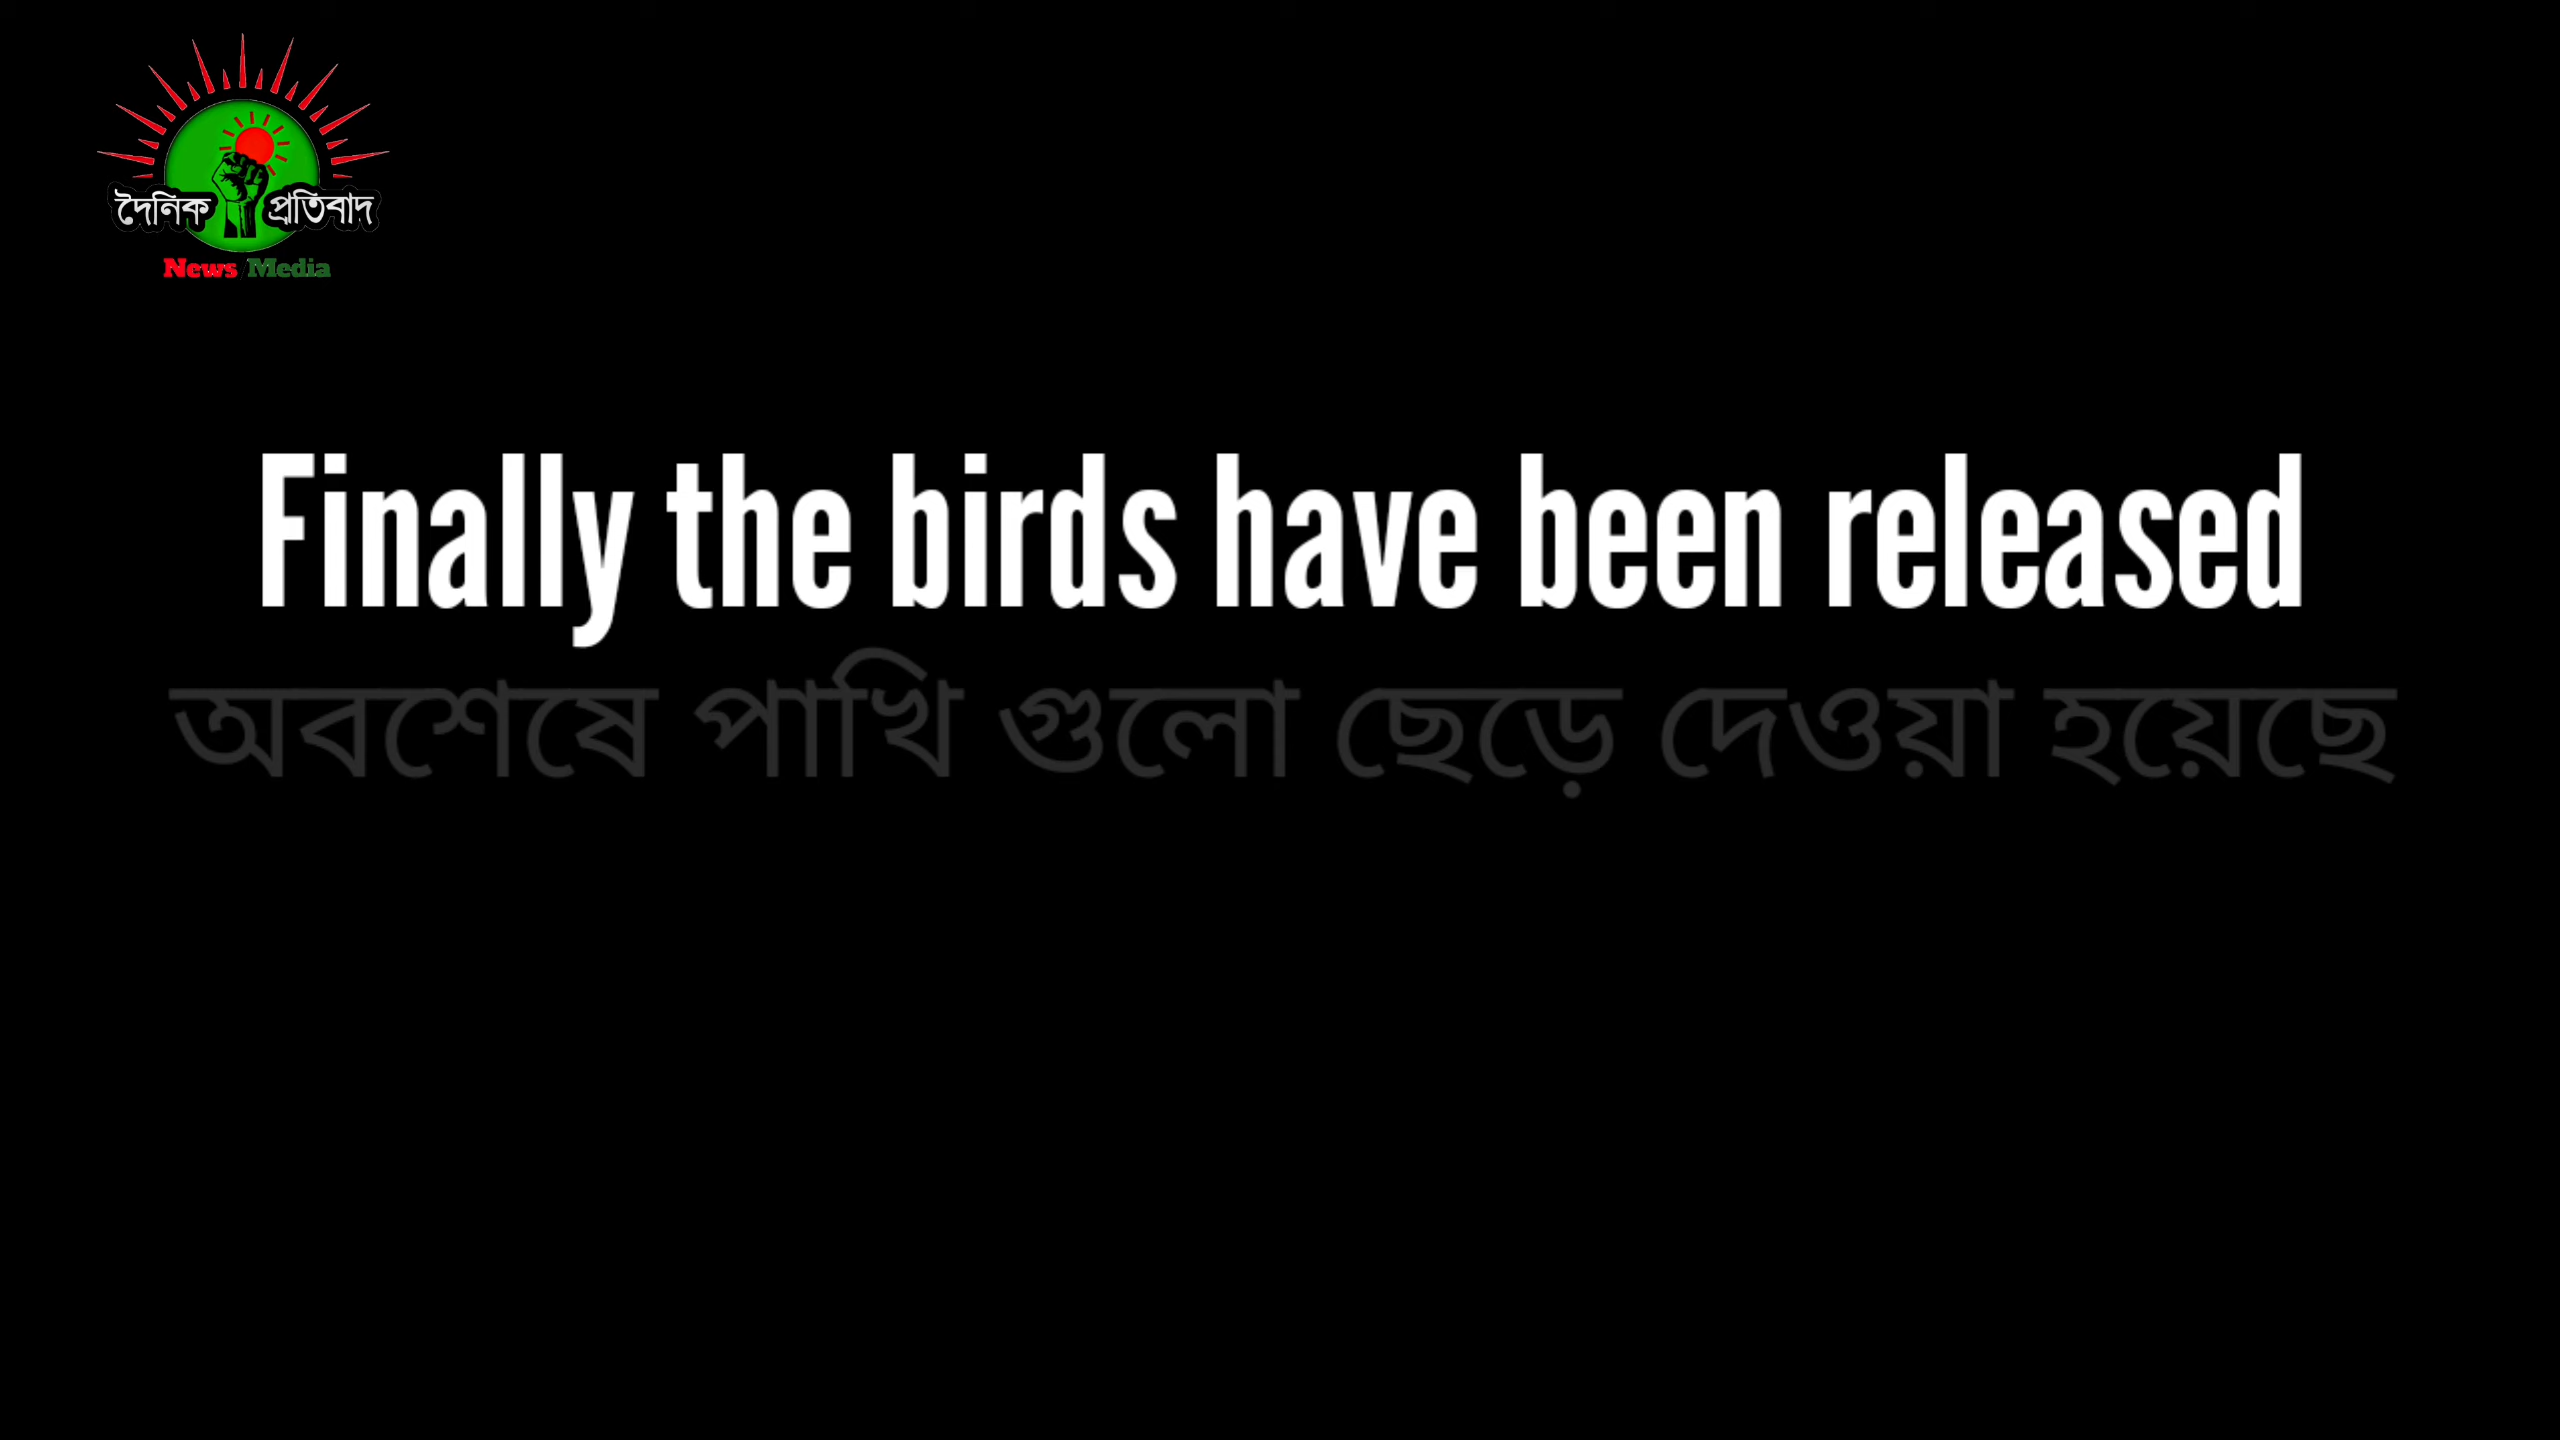 দৈনিক প্রতিবাদ
News Media
Finally the birds have been released
অবশেষে পাখি গুলো ছেড়ে দেওয়া হয়েছে